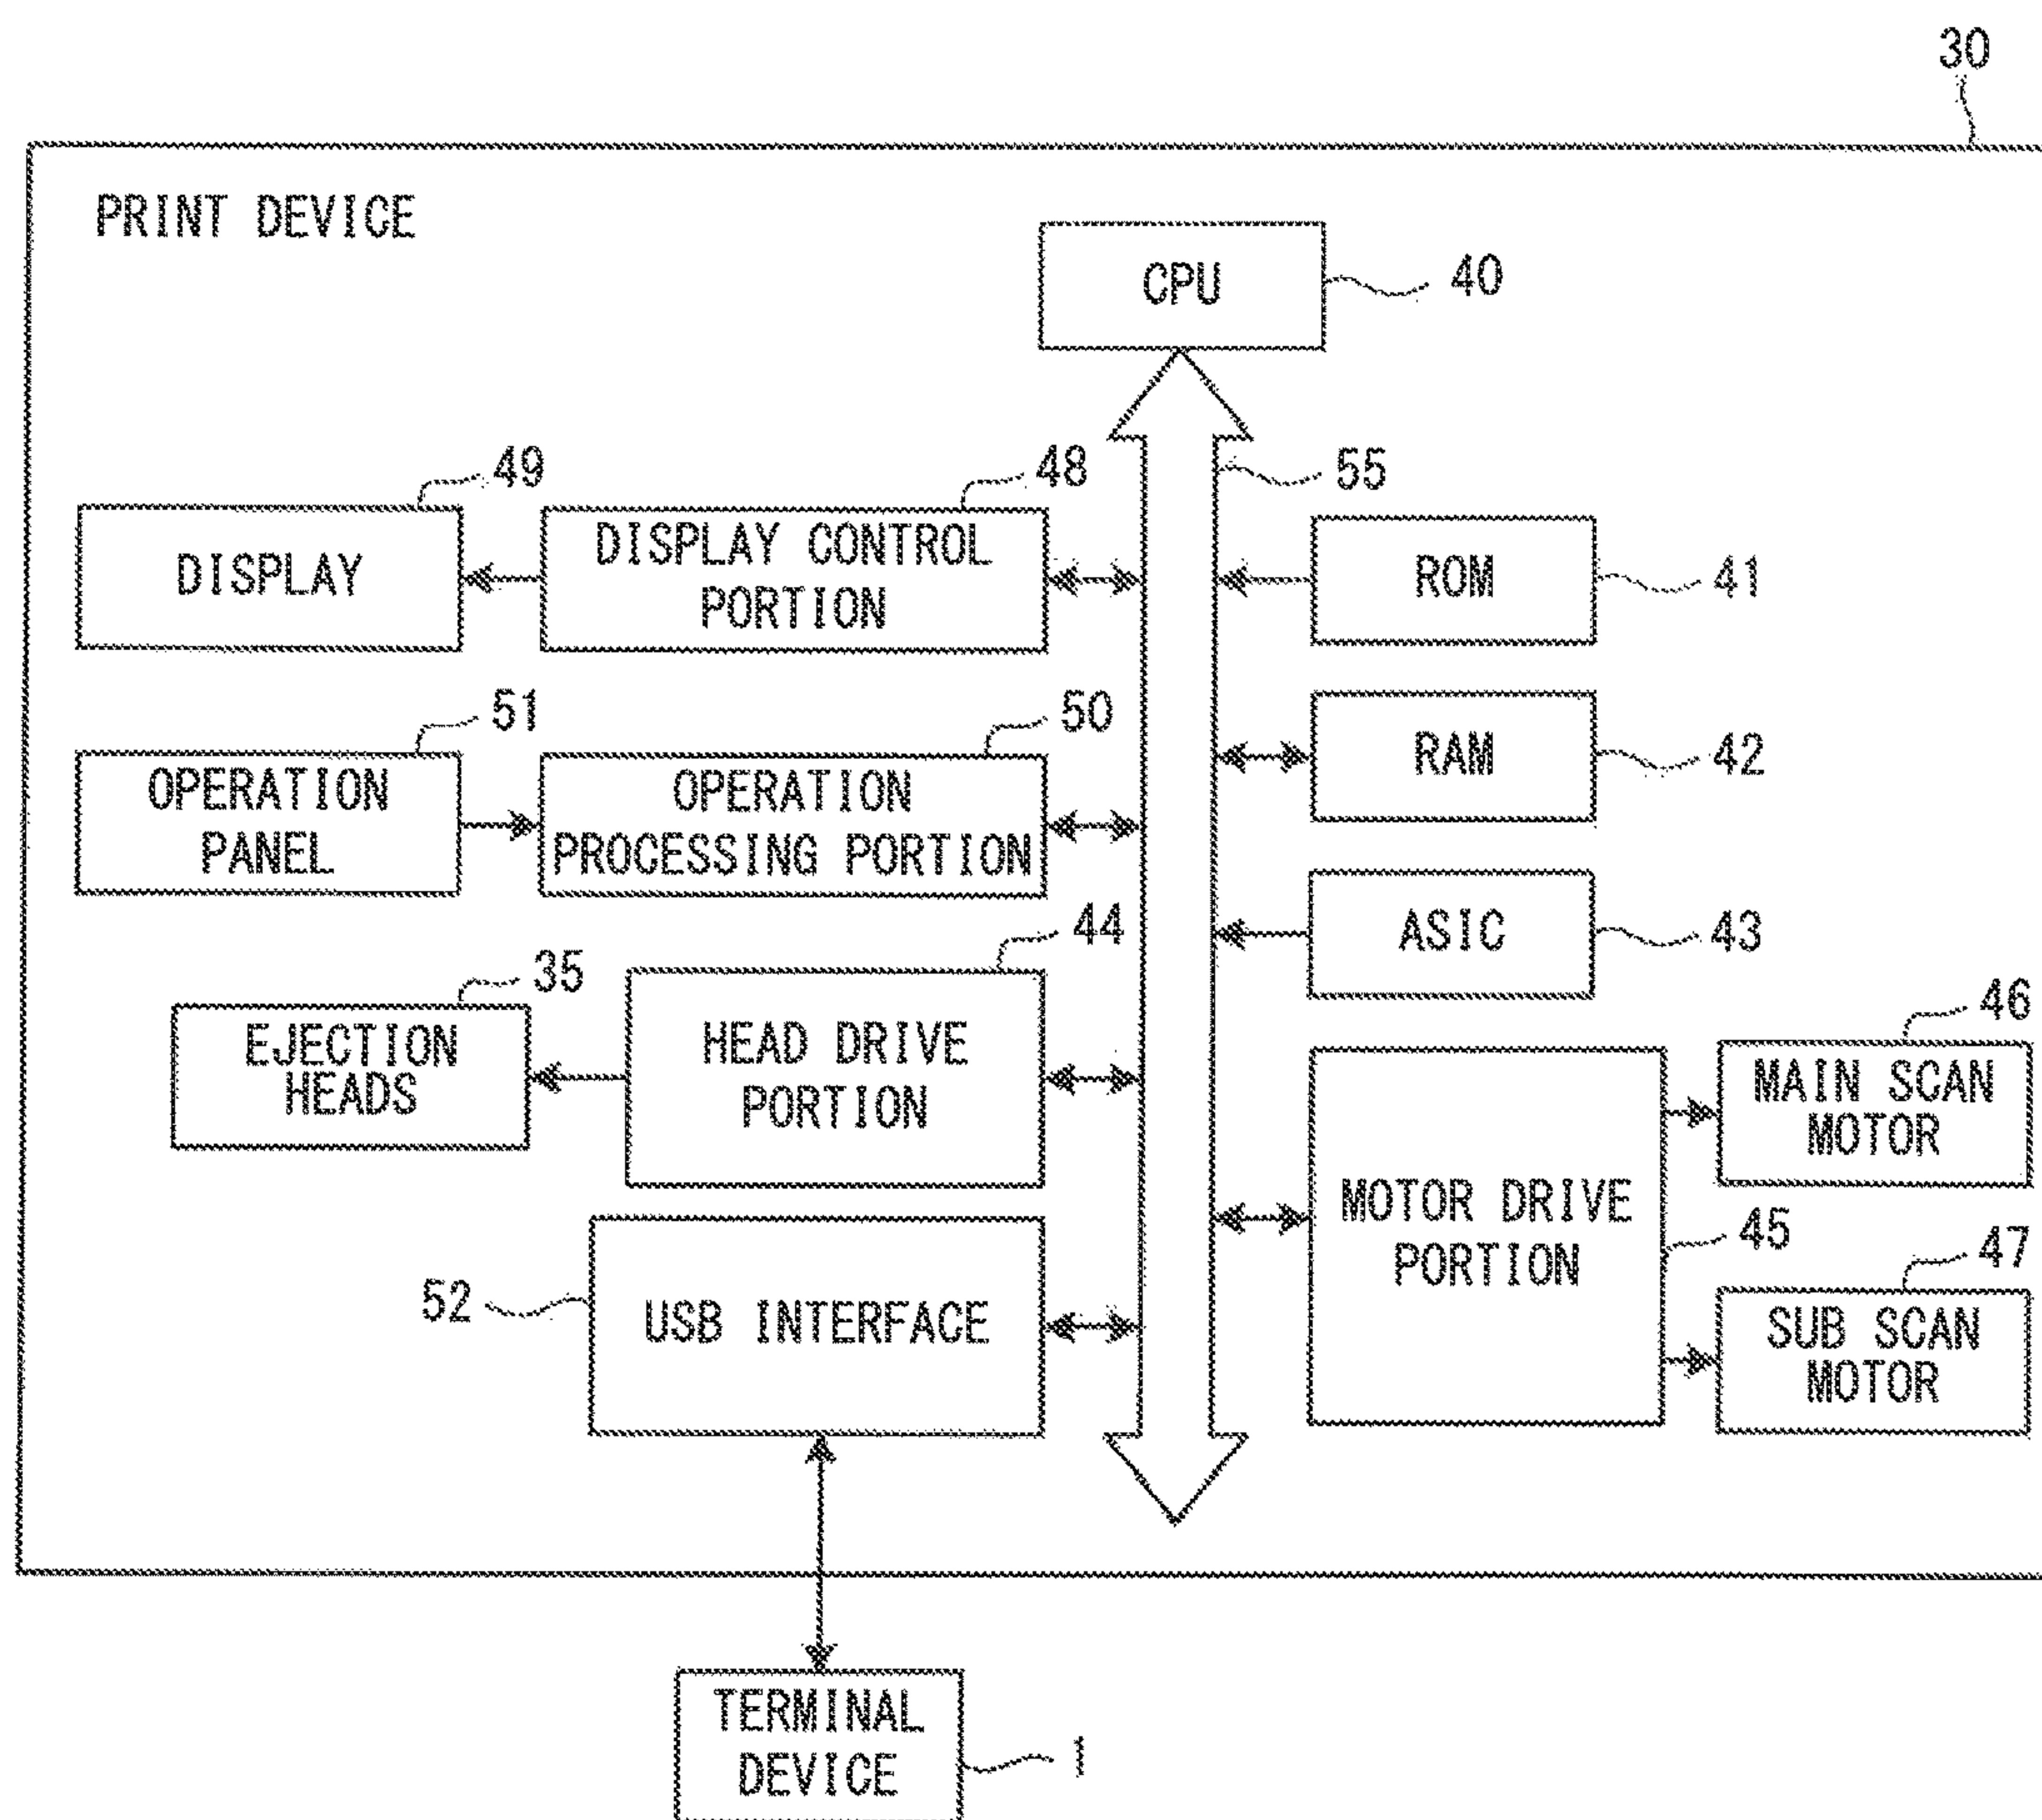 30
PRINT DEVICE
CPU
40
55
49
DISPLAY
48
DISPLAY CONTROL
PORTION
ROM
41
51
OPERATION
PANEL
50
OPERATION
PROCESSING PORTION
RAM
42
ASIC
43
35
EJECTION
HEADS
44
HEAD DRIVE
PORTION
MOTOR DRIVE
PORTION
45
46
MAIN SCAN
MOTOR
47
SUB SCAN
MOTOR
52
USB INTERFACE
TERMINAL
DEVICE
1